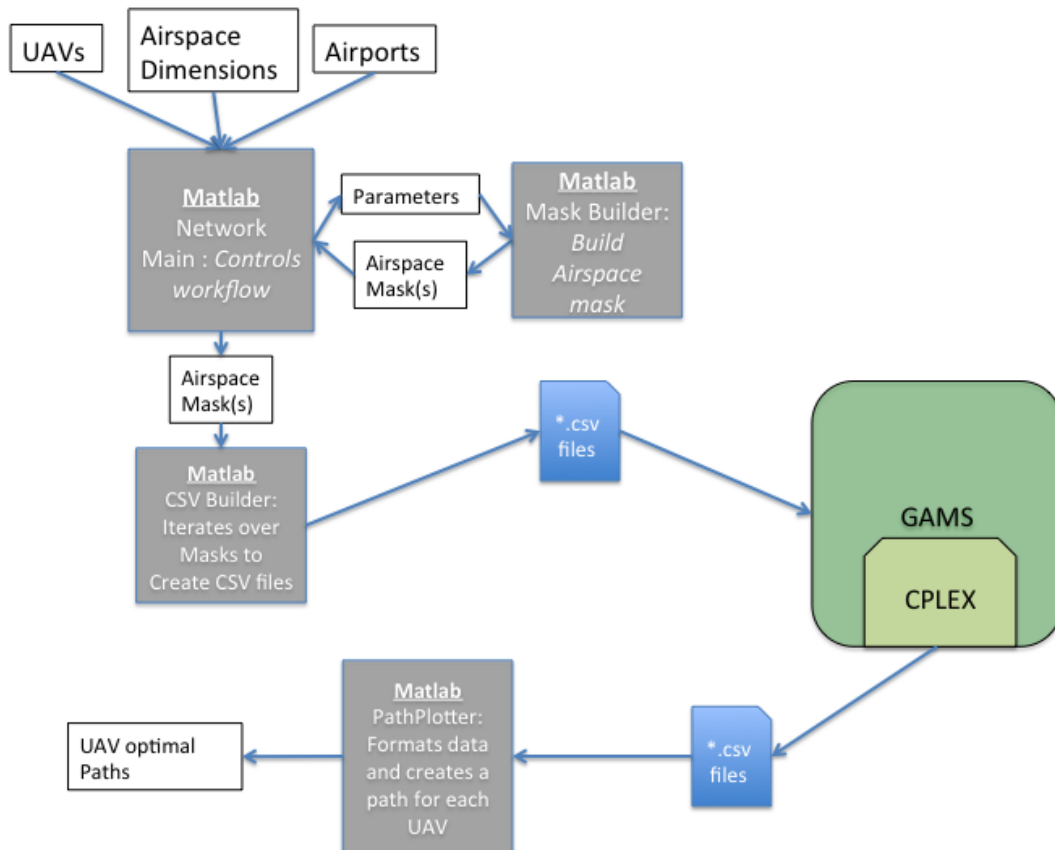 UAVs
Airspace
Dimensions
Airports
Matlab
Network
Main : Controls
workflow
Parameters
Airspace
Mask(s)
Matlab
Mask Builder:
Build
Airspace
mask
Airspace
Mask(s)
Matlab
CSV Builder:
Iterates over
Masks to
Create CSV files
*.csv
files
GAMS
CPLEX
*.csv
files
Matlab
PathPlotter:
Formats data
and creates a
path for each
UAV
UAV optimal
Paths